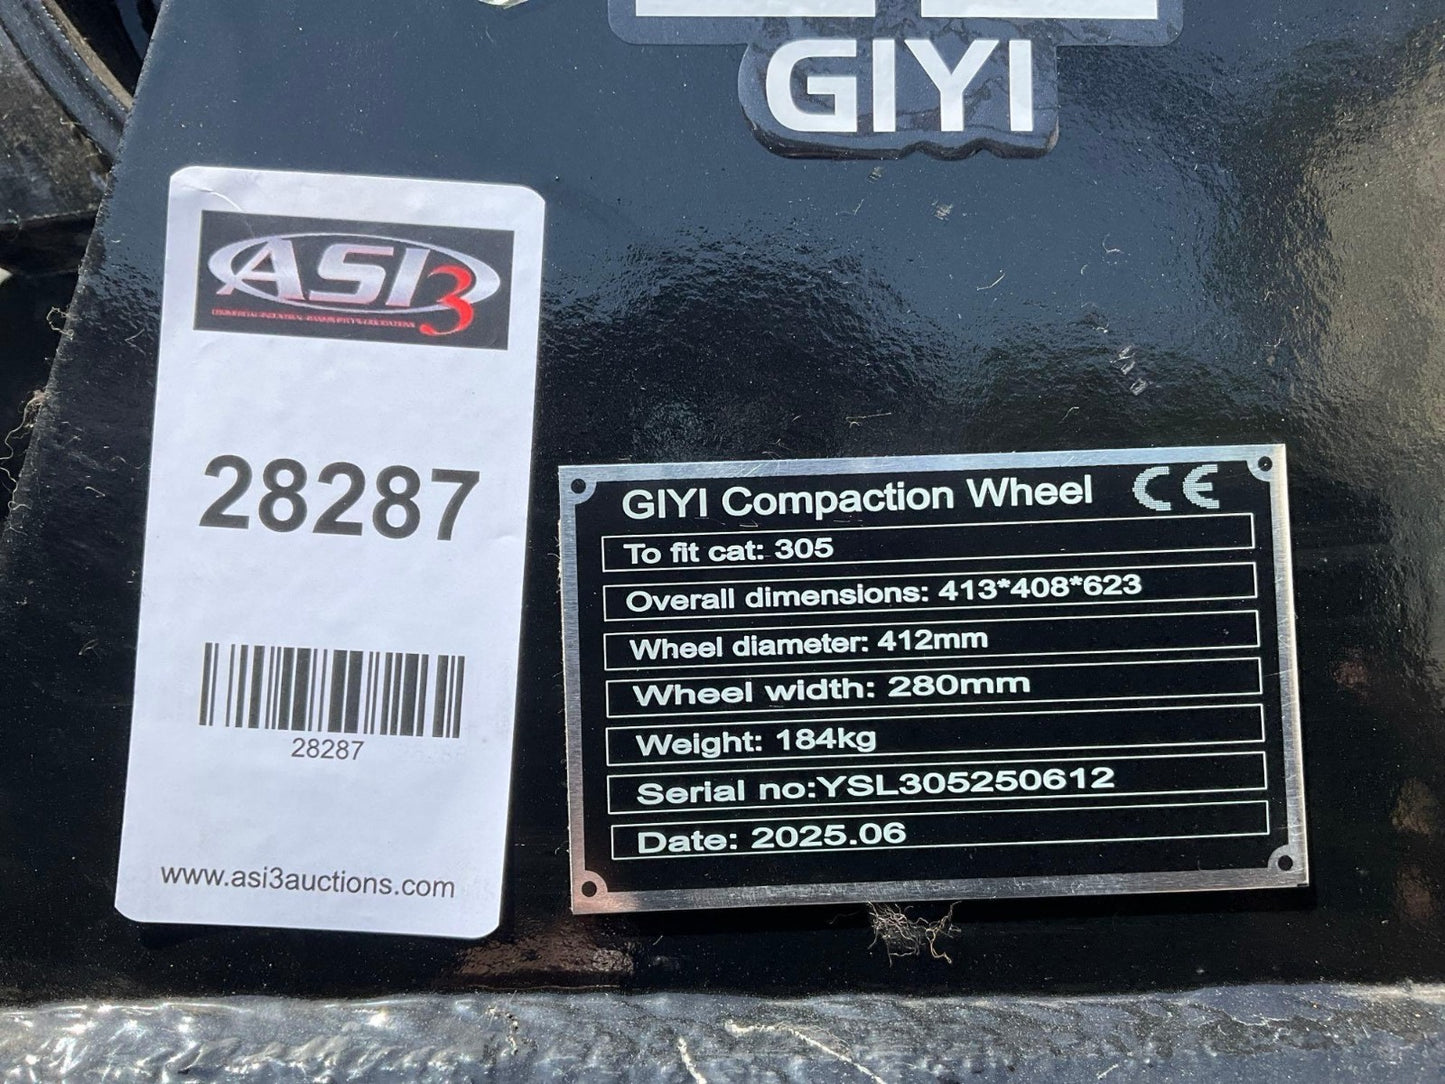 GIYI
ASI3
28287
28287
www.asi3auctions.com
GIYI Compaction Wheel CE
To fit cat: 305
Overall dimensions: 413*408*623
Wheel diameter: 412mm
Wheel width: 280mm
Weight: 184kg
Serial no:YSL305250612
Date: 2025.06